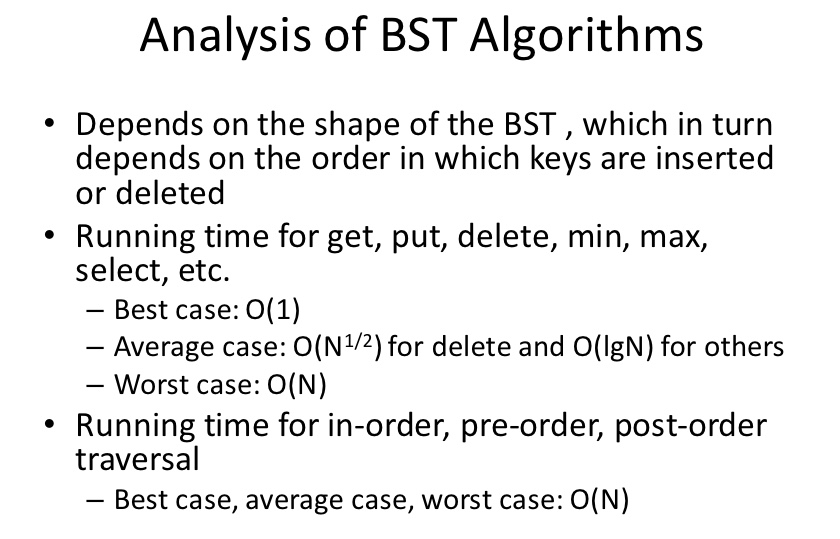 Analysis of BST Algorithms
• Depends on the shape of the BST , which in turn
depends on the order in which keys are inserted
or deleted
• Running time for get, put, delete, min, max,
select, etc.
– Best case: O(1)
– Average case: O(N^1/2) for delete and O(lgN) for others
– Worst case: O(N)
• Running time for in-order, pre-order, post-order
traversal
– Best case, average case, worst case: O(N)